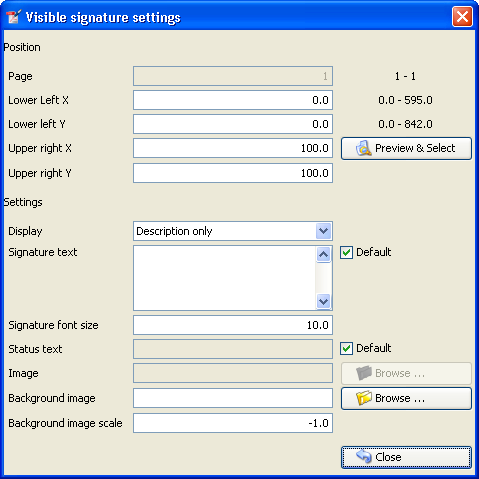 Visible signature settings
Position
Page 1 1 - 1
Lower Left X 0.0 0.0 - 595.0
Lower left Y 0.0 0.0 - 842.0
Upper right X 100.0 Preview & Select
Upper right Y 100.0
Settings
Display Description only
Signature text Default
Signature font size 10.0
Status text Default
Image Browse ...
Background image Browse ...
Background image scale -1.0
Close